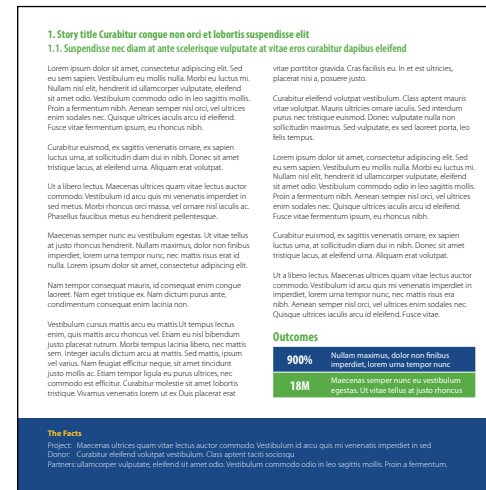 1. Story title Curabitur congue non orci et lobortis suspendisse elit
1.1. Suspendisse nec diam at ante scelerisque vulputate at vitae eros curabitur dapibus eleifend
Lorem ipsum dolor sit amet, consectetur adipiscing elit. Sed
eu sem sapien. Vestibulum eu mollis nulla. Morbi eu luctus mi.
Nullam nisl elit, hendrerit id ullamcorper vulputate, eleifend
sit amet odio. Vestibulum commodo odio in leo sagittis mollis.
Proin a fermentum nibh. Aenean semper nisl orci, vel ultrices
enim sodales nec. Quisque ultrices iaculis arcu id eleifend.
Fusce vitae fermentum ipsum, eu rhoncus nibh.
Curabitur euismod, ex sagittis venenatis ornare, ex sapien
luctus urna, at sollicitudin diam dui in nibh. Donec sit amet
tristique lacus, at eleifend urna. Aliquam erat volutpat.
Ut a libero lectus. Maecenas ultrices quam vitae lectus auctor
commodo. Vestibulum id arcu quis mi venenatis imperdiet in
sed metus. Morbi rhoncus orci massa, vel ornare nisl iaculis ac.
Phasellus faucibus metus eu hendrerit pellentesque.
Maecenas semper nunc eu vestibulum egestas. Ut vitae tellus
at justo rhoncus hendrerit. Nullam maximus, dolor non finibus
imperdiet, lorem urna tempor nunc, nec mattis risus erat id
nulla. Lorem ipsum dolor sit amet, consectetur adipiscing elit.
Nam tempor consequat mauris, id consequat enim congue
laoreet. Nam eget tristique ex. Nam dictum purus ante,
condimentum consequat enim lacinia non.
Vestibulum cursus mattis arcu eu mattis.Ut tempus lectus
enim, quis mattis arcu rhoncus vel. Etiam eu nisl bibendum
justo placerat rutrum. Morbi tempus lacinia libero, nec mattis
sem. Integer iaculis dictum arcu at mattis. Sed mattis, ipsum
vel varius. Nam feugiat efficitur neque, sit amet tincidunt
justo mollis ac. Etiam tempor ligula eu purus ultrices, nec
commodo est efficitur. Curabitur molestie sit amet lobortis
tristique. Vivamus venenatis lorem ut ex Duis placerat erat
vitae porttitor gravida. Cras facilisis eu. In et est ultricies,
placerat nisi a, posuere justo.
Curabitur eleifend volutpat vestibulum. Class aptent mauris
vitae volutpat. Mauris ultricies ornare iaculis. Sed interdum
purus nec tristique euismod. Donec vulputate nulla non
sollicitudin maximus. Sed vulputate, ex sed laoreet porta, leo
felis tempus.
Lorem ipsum dolor sit amet, consectetur adipiscing elit. Sed
eu sem sapien. Vestibulum eu mollis nulla. Morbi eu luctus mi.
Nullam nisl elit, hendrerit id ullamcorper vulputate, eleifend
sit amet odio. Vestibulum commodo odio in leo sagittis mollis.
Proin a fermentum nibh. Aenean semper nisl orci, vel ultrices
enim sodales nec. Quisque ultrices iaculis arcu id eleifend.
Fusce vitae fermentum ipsum, eu rhoncus nibh.
Curabitur euismod, ex sagittis venenatis ornare, ex sapien
luctus urna, at sollicitudin diam dui in nibh. Donec sit amet
tristique lacus, at eleifend urna. Aliquam erat volutpat.
Ut a libero lectus. Maecenas ultrices quam vitae lectus auctor
commodo. Vestibulum id arcu quis mi venenatis imperdiet in
imperdiet, lorem urna tempor nunc, nec mattis risus era
nibh. Aenean semper nisl orci, vel ultrices enim sodales nec.
Quisque ultrices iaculis arcu id eleifend. Fusce vitae.
Outcomes
900% Nullam maximus, dolor non finibus
imperdiet, lorem urna tempor nunc
18M Maecenas semper nunc eu vestibulum
egestas. Ut vitae tellus at justo rhoncus
The Facts
Project: Maecenas ultrices quam vitae lectus auctor commodo. Vestibulum id arcu quis mi venenatis imperdiet in sed
Donor: Curabitur eleifend volutpat vestibulum. Class aptent taciti sociosqu
Partners:ullamcorper vulputate, eleifend sit amet odio. Vestibulum commodo odio in leo sagittis mollis. Proin a fermentum.